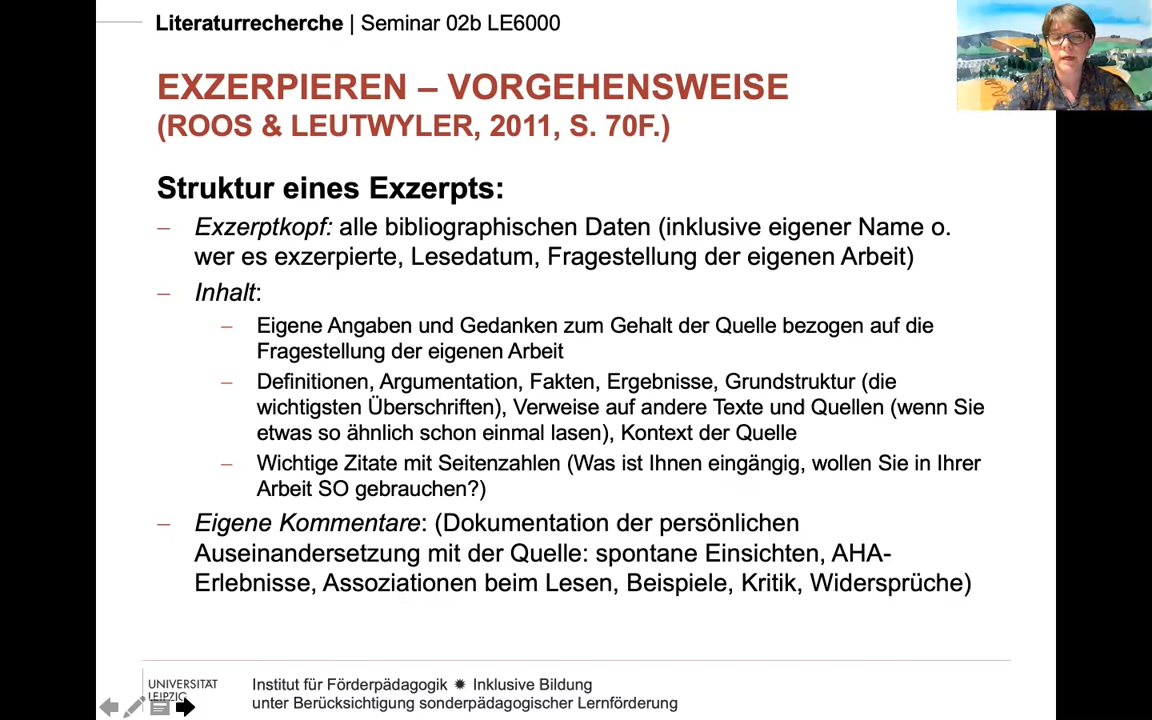 Literaturrecherche | Seminar 02b LE6000
EXZERPIEREN – VORGEHENSWEISE
(ROOS & LEUTWYLER, 2011, S. 70F.)
Struktur eines Exzerpts:
– Exzerptkopf: alle bibliographischen Daten (inklusive eigener Name o.
wer es exzerpierte, Lesedatum, Fragestellung der eigenen Arbeit)
– Inhalt:
– Eigene Angaben und Gedanken zum Gehalt der Quelle bezogen auf die
Fragestellung der eigenen Arbeit
– Definitionen, Argumentation, Fakten, Ergebnisse, Grundstruktur (die
wichtigsten Überschriften), Verweise auf andere Texte und Quellen (wenn Sie
etwas so ähnlich schon einmal lasen), Kontext der Quelle
– Wichtige Zitate mit Seitenzahlen (Was ist Ihnen eingängig, wollen Sie in Ihrer
Arbeit SO gebrauchen?)
– Eigene Kommentare: (Dokumentation der persönlichen
Auseinandersetzung mit der Quelle: spontane Einsichten, AHA-
Erlebnisse, Assoziationen beim Lesen, Beispiele, Kritik, Widersprüche)
UNIVERSITÄT
LEIPZIG
Institut für Förderpädagogik ✹ Inklusive Bildung
unter Berücksichtigung sonderpädagogischer Lernförderung